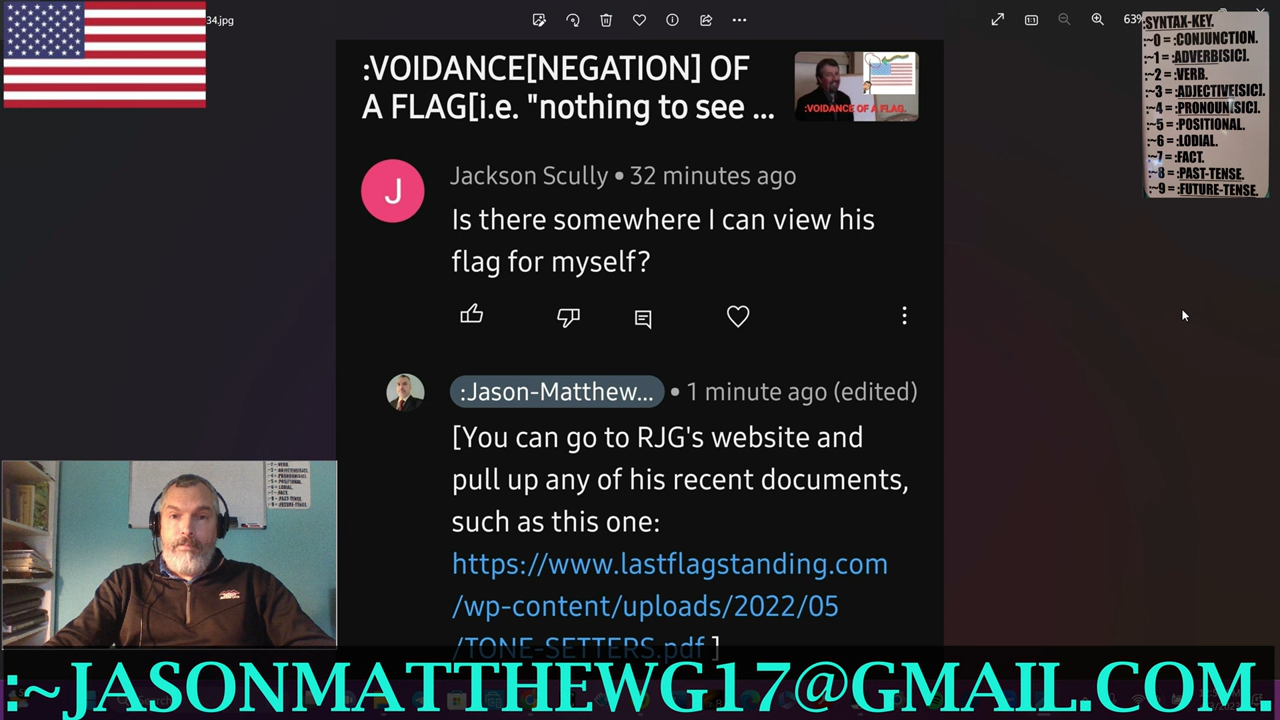 34.jpg
63%
:SYNTAX-KEY.
:~0 = :CONJUNCTION.
:~1 = :ADVERB[SIC].
:~2 = :VERB.
:~3 = :ADJECTIVE[SIC].
:~4 = :PRONOUN[SIC].
:~5 = :POSITIONAL.
:~6 = :LODIAL.
:~7 = :FACT.
:~8 = :PAST-TENSE.
:~9 = :FUTURE-TENSE.
:VOIDANCE[NEGATION] OF
A FLAG[i.e. "nothing to see ...
:VOIDANCE OF A FLAG.
J
Jackson Scully • 32 minutes ago
Is there somewhere I can view his
flag for myself?
:Jason-Matthew... • 1 minute ago (edited)
[You can go to RJG's website and
pull up any of his recent documents,
such as this one:
https://www.lastflagstanding.com
/wp-content/uploads/2022/05
/TONE-SETTERS.pdf ]
:~JASONMATTHEWG17@GMAIL.COM.